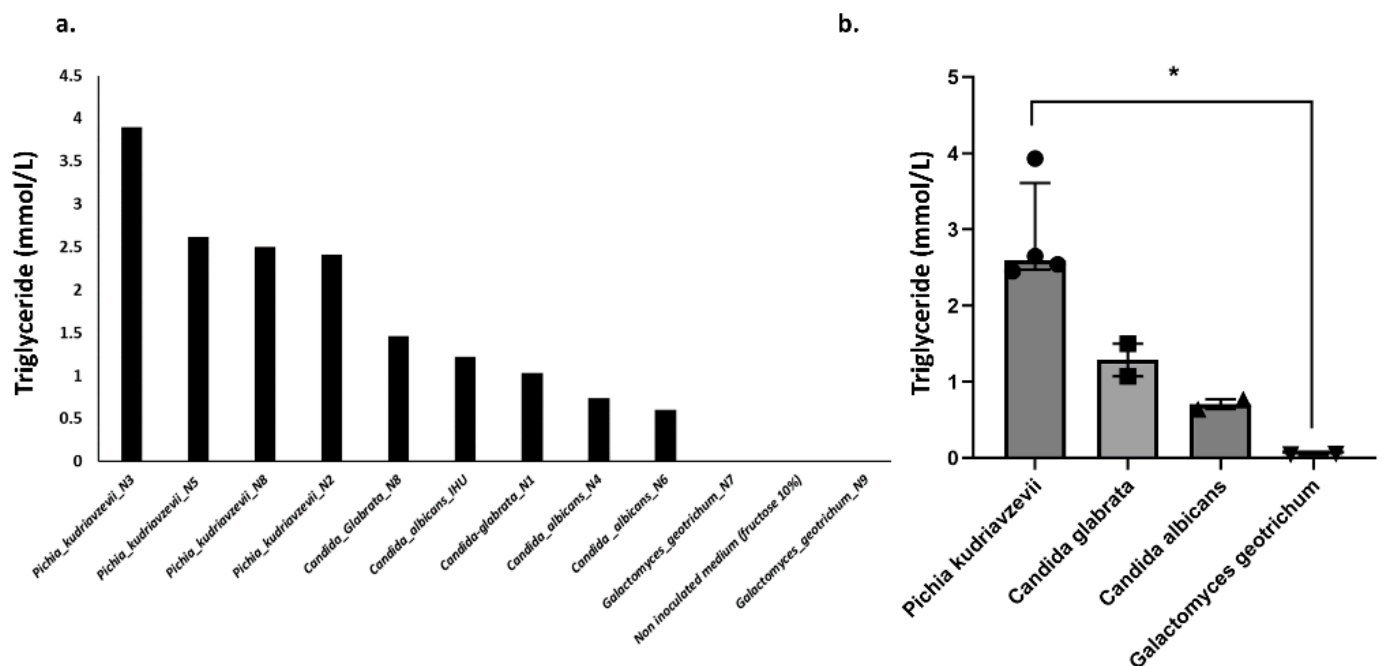 a.
Triglyceride (mmol/L)
4.5
4
3.5
3
2.5
2
1.5
1
0.5
0
Pichia_kudriavzevii_N3
Pichia_kudriavzevii_N5
Pichia_kudriavzevii_N8
Pichia_kudriavzevii_N2
Candida_Glabrata_N8
Candida_albicans_IHU
Candida-glabrata_N1
Candida_albicans_N4
Candida _albicans_N6
Galactomyces_geotrichum_N7
Non inoculated medium (fructose 10%)
Galactomyces_geotrichum_N9
b.
Triglyceride (mmol/L)
5
4
3
2
1
0
*
Pichia kudriavzevii
Candida glabrata
Candida albicans
Galactomyces geotrichum